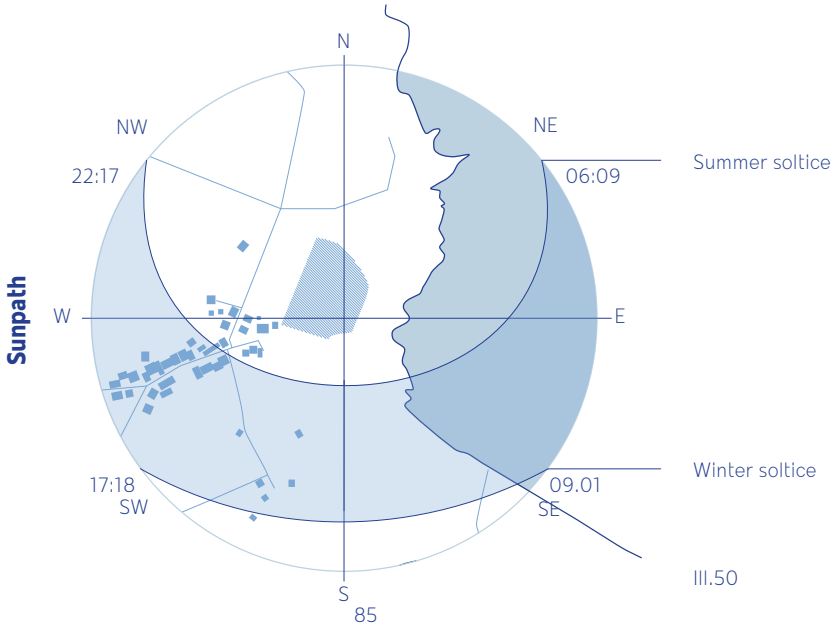 N
NW
NE
22:17
06:09
Summer soltice
Sunpath
W
E
17:18
09.01
Winter soltice
SW
SE
III.50
S
85